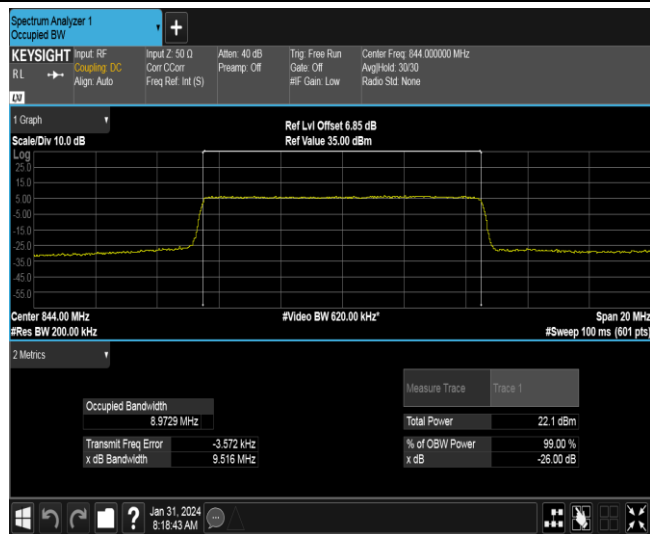 Spectrum Analyzer 1
Occupied BW
+
KEYSIGHT
RL
LXI
Input: RF
Coupling: DC
Align: Auto
Input Z: 50 Ω
Corr CCorr
Freq Ref: Int (S)
Atten: 40 dB
Preamp: Off
Trig: Free Run
Gate: Off
#IF Gain: Low
Center Freq: 844.000000 MHz
Avg|Hold: 30/30
Radio Std: None
1 Graph
Scale/Div 10.0 dB
Ref Lvl Offset 6.85 dB
Ref Value 35.00 dBm
Log
25.0
15.0
5.00
-5.00
-15.0
-25.0
-35.0
-45.0
-55.0
Center 844.00 MHz
#Video BW 620.00 kHz*
Span 20 MHz
#Res BW 200.00 kHz
#Sweep 100 ms (601 pts)
2 Metrics
Measure Trace
Trace 1
Occupied Bandwidth
8.9729 MHz
Total Power
22.1 dBm
Transmit Freq Error
-3.572 kHz
% of OBW Power
99.00 %
x dB Bandwidth
9.516 MHz
x dB
-26.00 dB
?
Jan 31, 2024
8:18:43 AM